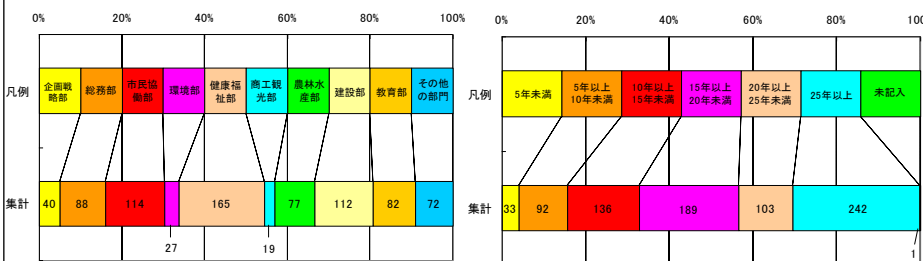 0% 20% 40% 60% 80% 100%
凡例
企画戦
略部
総務部
市民協
働部
環境部
健康福
祉部
商工観
光部
農林水
産部
建設部
教育部
その他
の部門
集計
40 88 114 165 77 112 82 72
27 19
0% 20% 40% 60% 80% 100%
凡例
5年未満
5年以上
10年未満
10年以上
15年未満
15年以上
20年未満
20年以上
25年未満
25年以上
未記入
集計
33 92 136 189 103 242
1